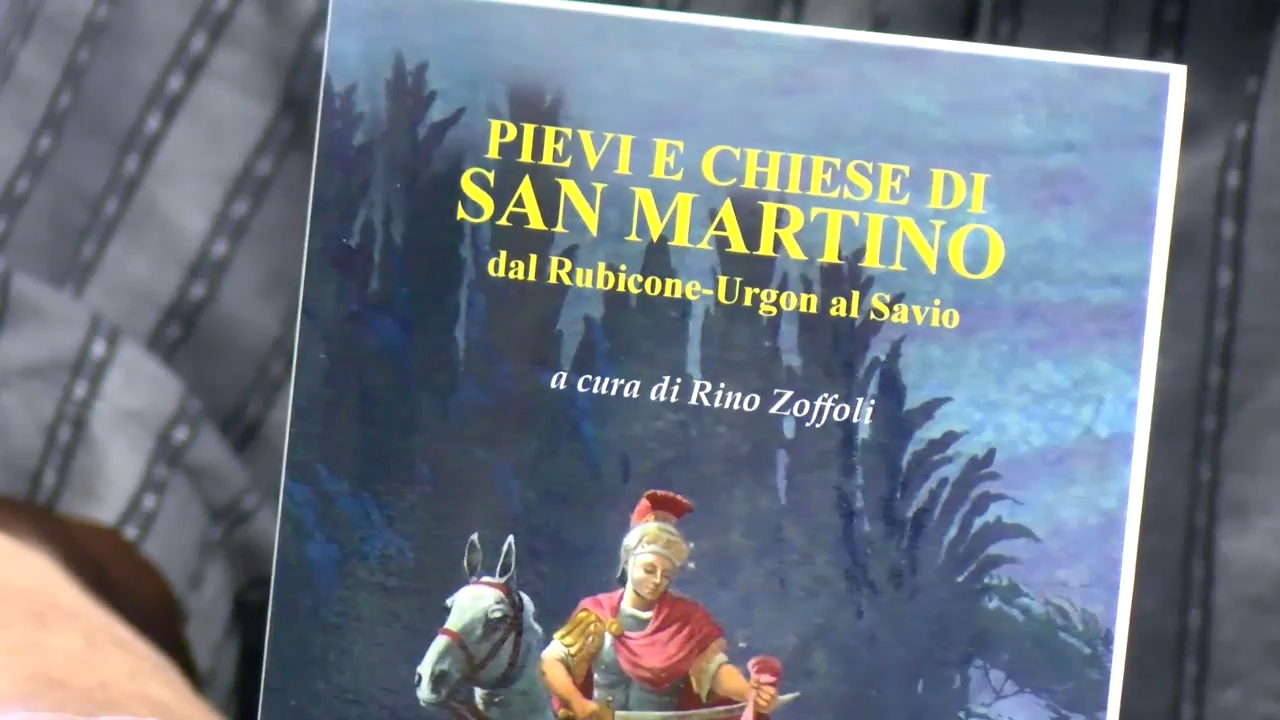 PIEVI E CHIESE DI
SAN MARTINO
dal Rubicone-Urgon al Savio
a cura di Rino Zoffoli